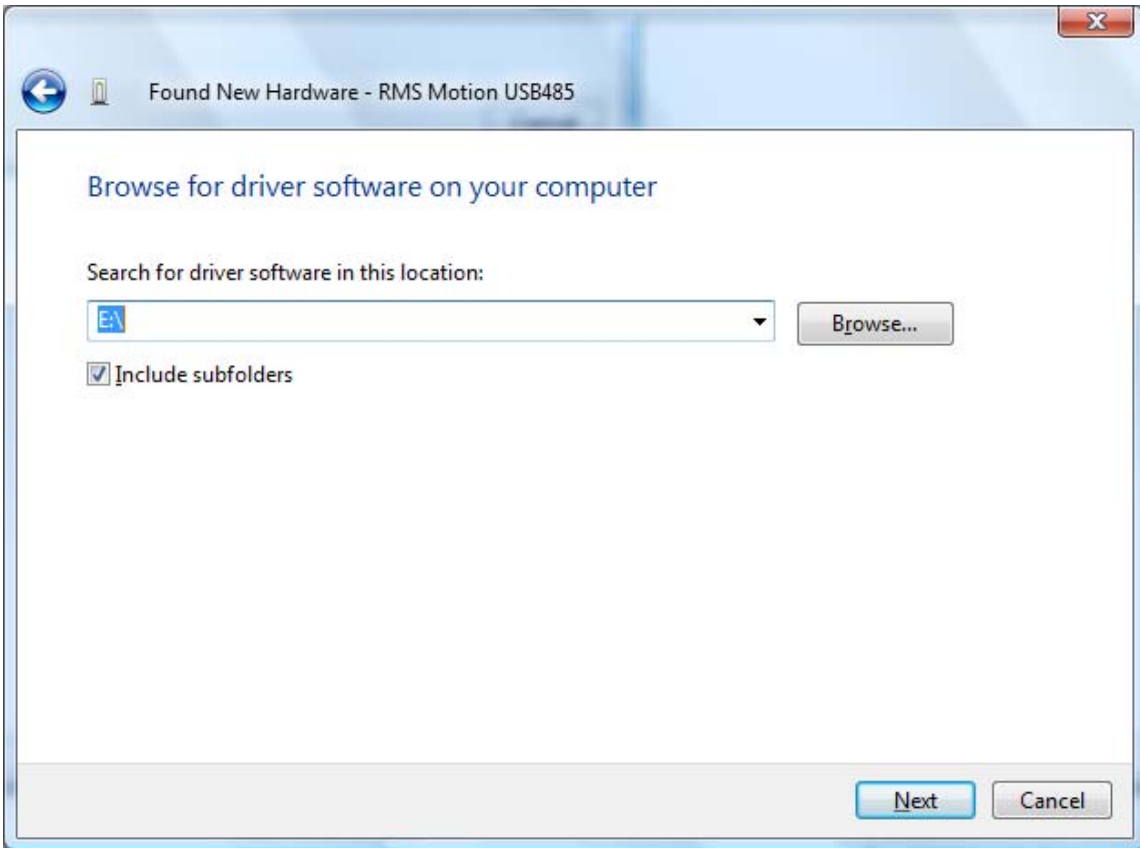 Found New Hardware - RMS Motion USB485
Browse for driver software on your computer
Search for driver software in this location:
E:\
Browse...
Include subfolders
Next
Cancel